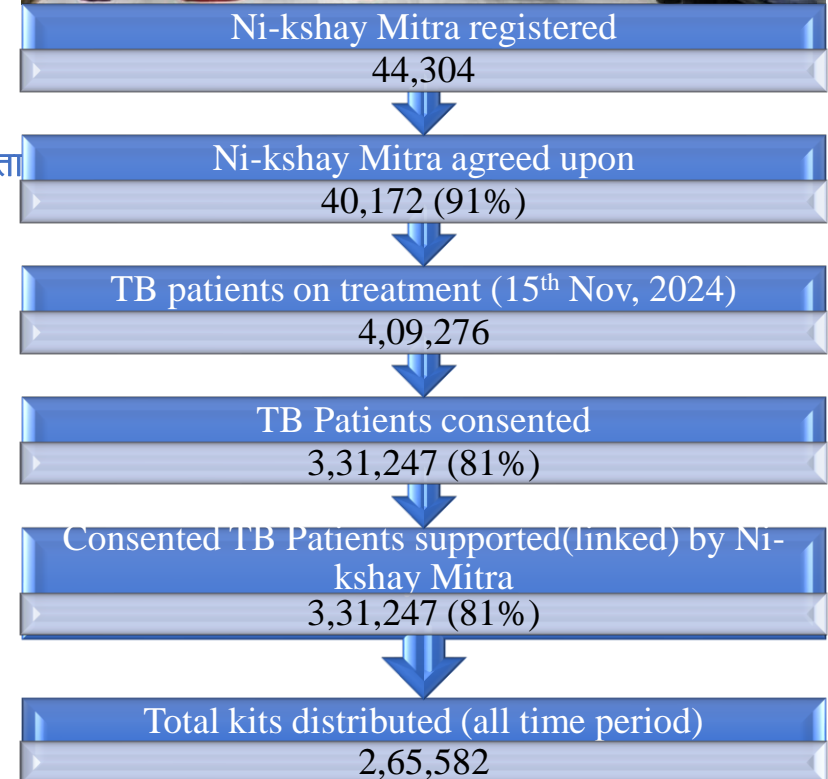 Ni-kshay Mitra registered
44,304
ता
Ni-kshay Mitra agreed upon
40,172 (91%)
TB patients on treatment (15th Nov, 2024)
4,09,276
TB Patients consented
3,31,247 (81%)
Consented TB Patients supported(linked) by Ni-
kshay Mitra
3,31,247 (81%)
Total kits distributed (all time period)
2,65,582